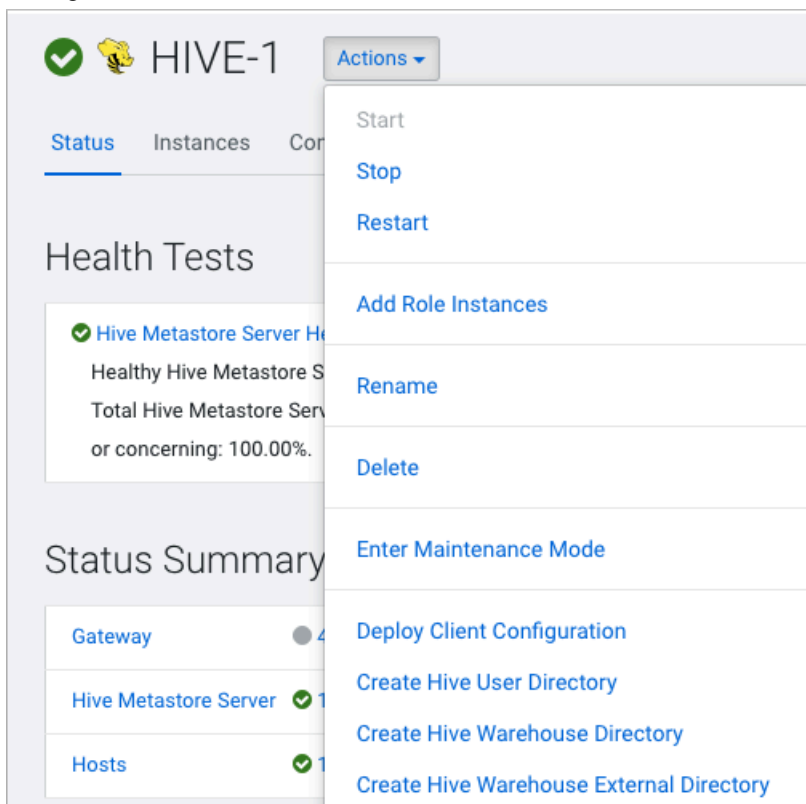 HIVE-1
Actions
Status Instances
Start
Stop
Restart
Add Role Instances
Rename
Delete
Enter Maintenance Mode
Deploy Client Configuration
Create Hive User Directory
Create Hive Warehouse Directory
Create Hive Warehouse External Directory
Health Tests
Hive Metastore Server
Healthy Hive Metastore
Total Hive Metastore
or concerning: 100.00%.
Status Summary
Gateway
Hive Metastore Server 1
Hosts 1